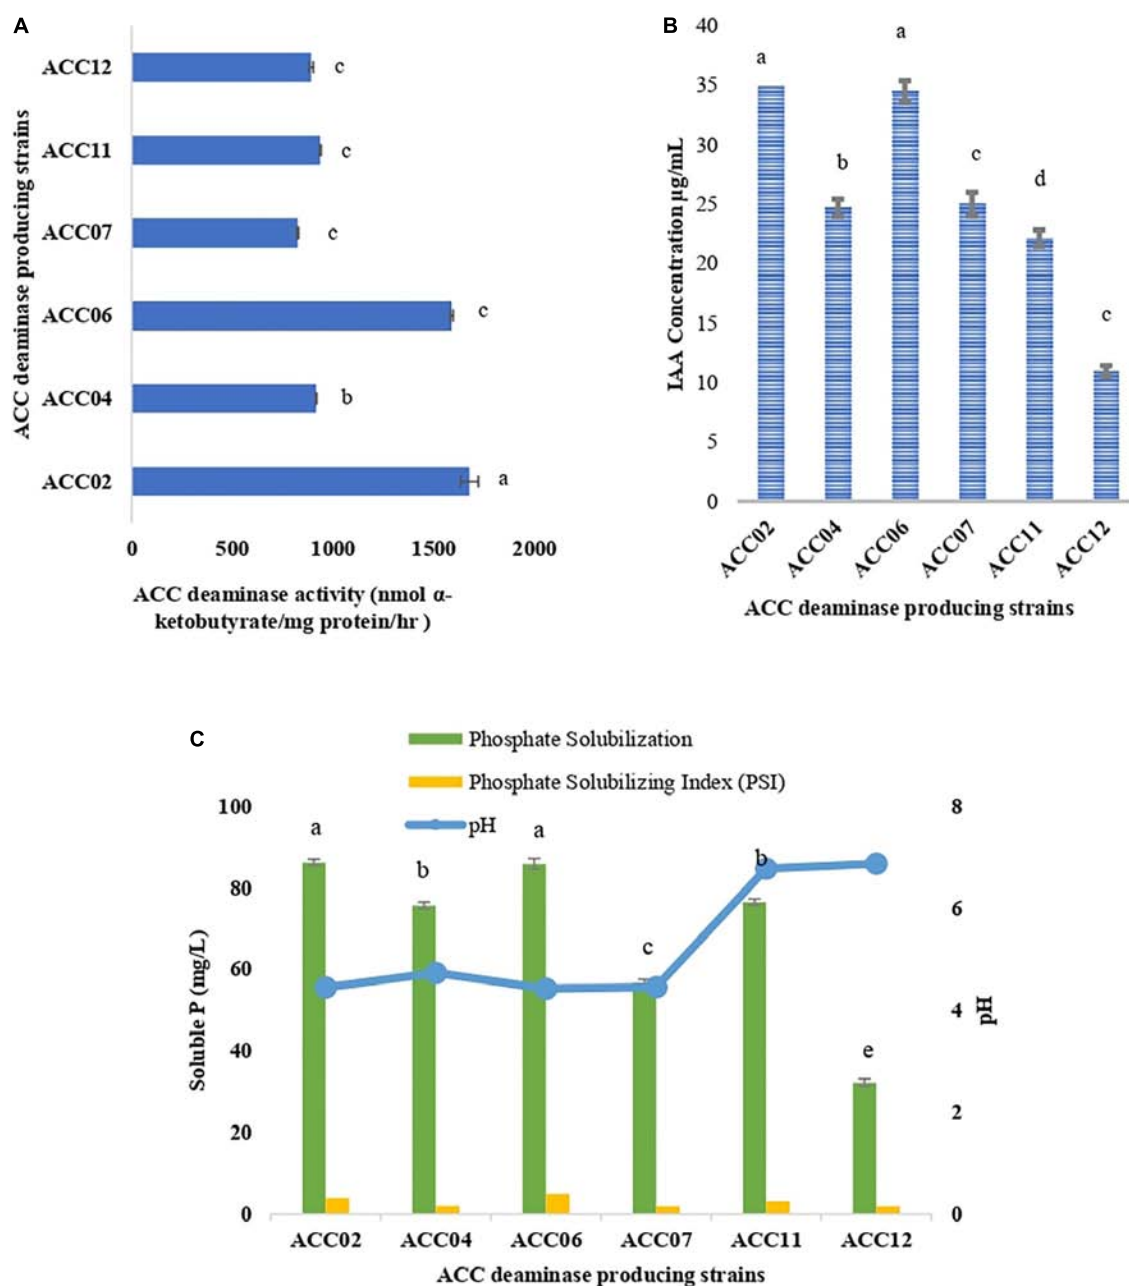 A
ACC deaminase producing strains
ACC12
c
ACC11
c
ACC07
c
ACC06
c
ACC04
b
ACC02
a
0 500 1000 1500 2000
ACC deaminase activity (nmol α-
ketobutyrate/mg protein/hr )
B
IAA Concentration µg/mL
40
35
30
25
20
15
10
5
0
a b a c d c
ACC02 ACC04 ACC06 ACC07 ACC11 ACC12
ACC deaminase producing strains
C
Phosphate Solubilization
Phosphate Solubilizing Index (PSI)
pH
Soluble P (mg/L)
100
80
60
40
20
0
a b a c b e
8
6
4
2
0
pH
ACC02 ACC04 ACC06 ACC07 ACC11 ACC12
ACC deaminase producing strains